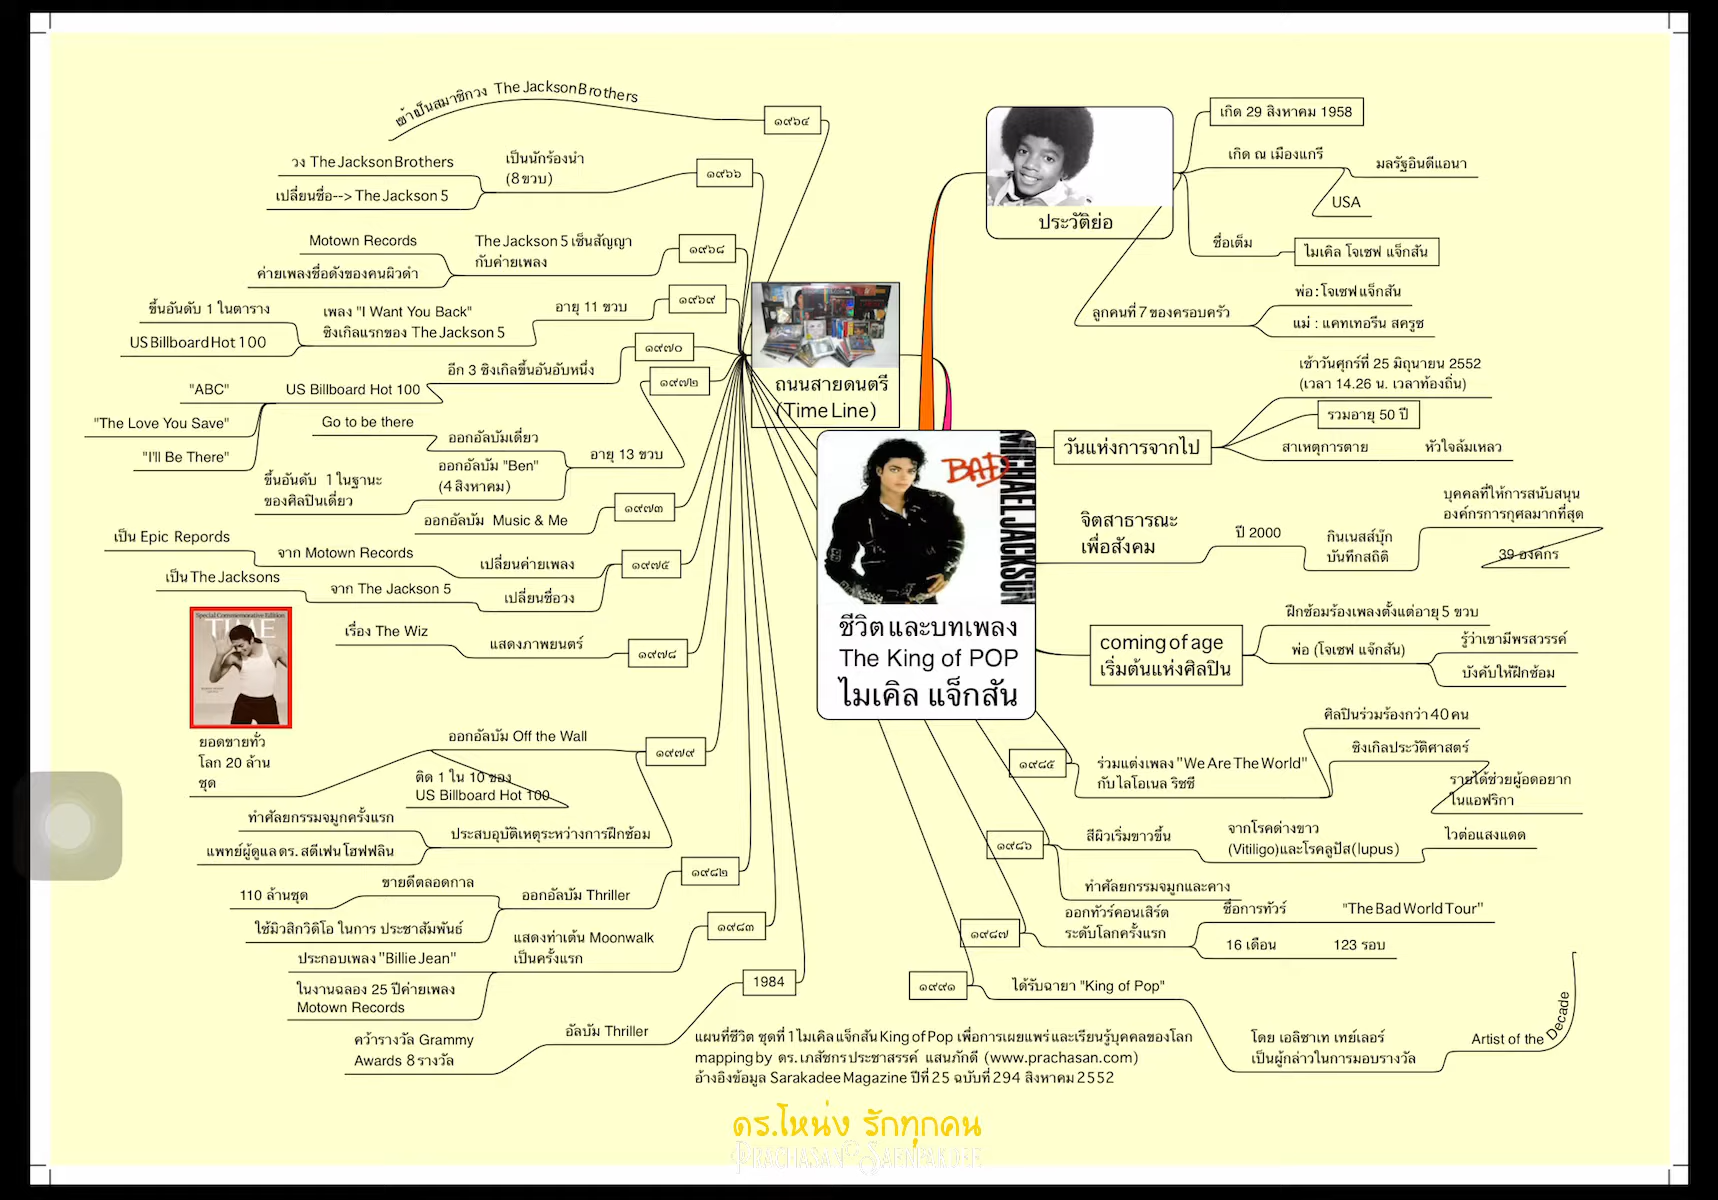 เข้าเป็นสมาชิกวง The Jackson Brothers
๑๙๖๔
วง The Jackson Brothers
เปลี่ยนชื่อ--> The Jackson 5
เป็นนักร้องนำ
(8 ขวบ)
๑๙๖๖
Motown Records
ค่ายเพลงชื่อดังของคนผิวดำ
The Jackson 5 เซ็นสัญญา
กับค่ายเพลง
๑๙๖๘
ขึ้นอันดับ 1 ในตาราง
US Billboard Hot 100
เพลง "I Want You Back"
ซิงเกิลแรกของ The Jackson 5
อายุ 11 ขวบ
๑๙๖๙
"ABC"
"The Love You Save"
"I'll Be There"
US Billboard Hot 100
อีก 3 ซิงเกิลขึ้นอันอับหนึ่ง
๑๙๗๐
๑๙๗๒
Go to be there
ออกอัลบัมเดี่ยว
ขึ้นอันดับ 1 ในฐานะ
ของศิลปินเดี่ยว
ออกอัลบัม "Ben"
(4 สิงหาคม)
อายุ 13 ขวบ
ออกอัลบัม Music & Me
๑๙๗๓
เป็น Epic Repords
จาก Motown Records
เปลี่ยนค่ายเพลง
เป็น The Jacksons
จาก The Jackson 5
เปลี่ยนชื่อวง
๑๙๗๕
เรื่อง The Wiz
แสดงภาพยนตร์
๑๙๗๘
Special Commemorative Edition
TIME
ยอดขายทั่ว
โลก 20 ล้าน
ชุด
ออกอัลบัม Off the Wall
ติด 1 ใน 10 ของ
US Billboard Hot 100
๑๙๗๙
ทำศัลยกรรมจมูกครั้งแรก
แพทย์ผู้ดูแล ดร. สตีเฟน โฮฟฟลิน
ประสบอุบัติเหตุระหว่างการฝึกซ้อม
110 ล้านชุด
ขายดีตลอดกาล
ใช้มิวสิกวิดิโอ ในการ ประชาสัมพันธ์
ออกอัลบัม Thriller
๑๙๘๒
ประกอบเพลง "Billie Jean"
ในงานฉลอง 25 ปีค่ายเพลง
Motown Records
แสดงท่าเต้น Moonwalk
เป็นครั้งแรก
๑๙๘๓
คว้ารางวัล Grammy
Awards 8 รางวัล
อัลบัม Thriller
1984
ถนนสายดนตรี
(Time Line)
BAD
MICHAEL JACKSON
ชีวิต และบทเพลง
The King of POP
ไมเคิล แจ็กสัน
ประวัติย่อ
เกิด 29 สิงหาคม 1958
เกิด ณ เมืองแกรี
มลรัฐอินดีแอนา
USA
ชื่อเต็ม
ไมเคิล โจเซฟ แจ็กสัน
ลูกคนที่ 7 ของครอบครัว
พ่อ : โจเซฟ แจ็กสัน
แม่ : แคทเทอรีน สครูซ
วันแห่งการจากไป
เช้าวันศุกร์ที่ 25 มิถุนายน 2552
(เวลา 14.26 น. เวลาท้องถิ่น)
รวมอายุ 50 ปี
สาเหตุการตาย
หัวใจล้มเหลว
จิตสาธารณะ
เพื่อสังคม
ปี 2000
กินเนสส์บุ๊ก
บันทึกสถิติ
บุคคลที่ให้การสนับสนุน
องค์กรการกุศลมากที่สุด
39 องค์กร
coming of age
เริ่มต้นแห่งศิลปิน
ฝึกซ้อมร้องเพลงตั้งแต่อายุ 5 ขวบ
พ่อ (โจเซฟ แจ็กสัน)
รู้ว่าเขามีพรสวรรค์
บังคับให้ฝึกซ้อม
๑๙๘๕
ร่วมแต่งเพลง "We Are The World"
กับ ไลโอเนล ริชชี
ศิลปินร่วมร้องกว่า 40 คน
ซิงเกิลประวัติศาสตร์
รายได้ช่วยผู้อดอยาก
ในแอฟริกา
๑๙๘๖
สีผิวเริ่มขาวขึ้น
จากโรคด่างขาว
(Vitiligo)และโรคลูปัส(lupus)
ไวต่อแสงแดด
ทำศัลยกรรมจมูกและคาง
๑๙๘๗
ออกทัวร์คอนเสิร์ต
ระดับโลกครั้งแรก
ชื่อการทัวร์
"The Bad World Tour"
16 เดือน
123 รอบ
๑๙๙๑
ได้รับฉายา "King of Pop"
โดย เอลิซาเท เทย์เลอร์
เป็นผู้กล่าวในการมอบรางวัล
Artist of the Decade
แผนที่ชีวิต ชุดที่ 1 ไมเคิล แจ็กสัน King of Pop เพื่อการเผยแพร่ และเรียนรู้บุคคลของโลก
mapping by ดร. เภสัชกร ประชาสรรค์ แสนภักดี (www.prachasan.com)
อ้างอิงข้อมูล Sarakadee Magazine ปีที่ 25 ฉบับที่ 294 สิงหาคม 2552
ดร.โหน่ง รักทุกคน